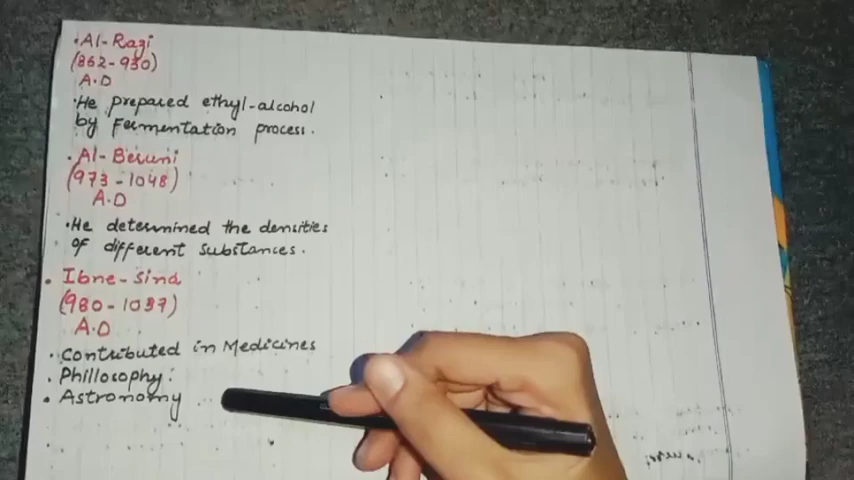 • Al-Razi
(862-930)
A.D
• He prepared ethyl-alcohol
by Fermentation process.
• Al-Beruni
(973-1048)
A.D
• He determined the densities
of different Substances.
• Ibne-Sina
(980-1037)
A.D
• Contributed in Medicines
• Phillosophy.
• Astronomy